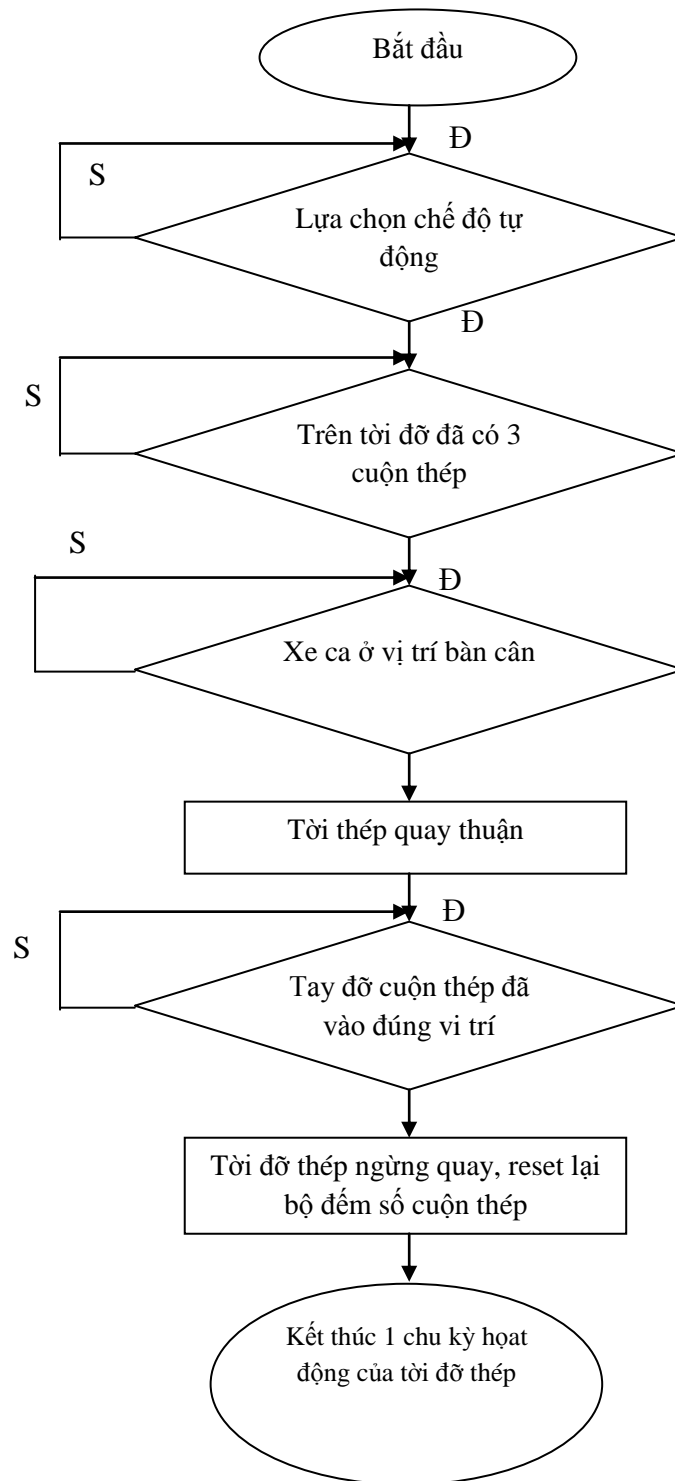 Bắt đầu
Đ
S
Lựa chọn chế độ tự
động
Đ
S
Trên tời đỡ đã có 3
cuộn thép
S
Đ
Xe ca ở vị trí bàn cân
Tời thép quay thuận
Đ
S
Tay đỡ cuộn thép đã
vào đúng vi trí
Tời đỡ thép ngừng quay, reset lại
bộ đếm số cuộn thép
Kết thúc 1 chu kỳ họat
động của tời đỡ thép